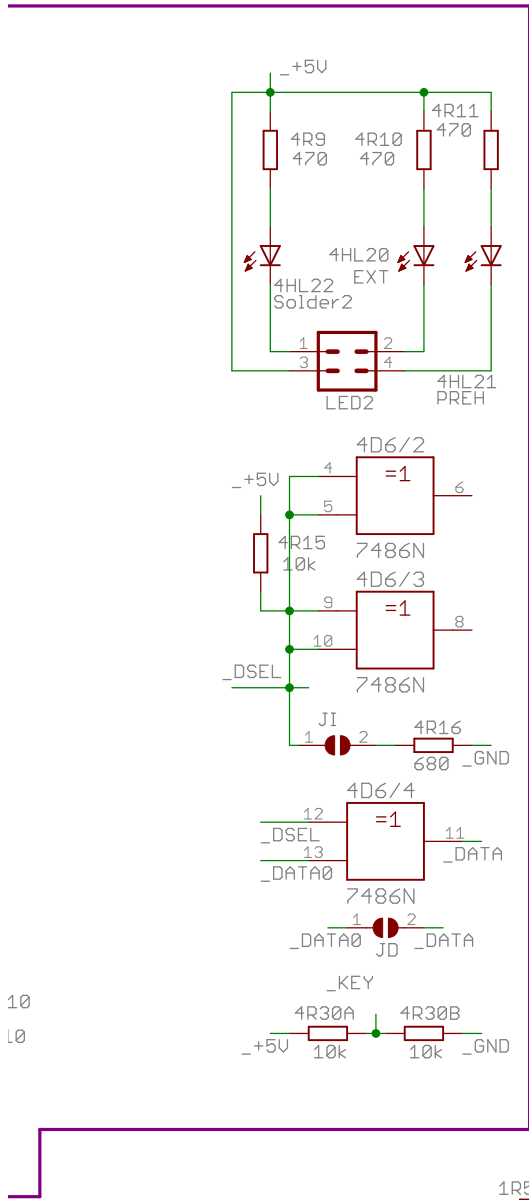 _+5V
4R9
470
4R10
470
4R11
470
4HL20
EXT
4HL22
Solder2
1
2
3
4
4HL21
PREH
LED2
4D6/2
4
=1
6
_+5V
5
4R15
10k
7486N
4D6/3
9
=1
8
10
_DSEL
7486N
JI
1
2
4R16
680
_GND
4D6/4
12
=1
_DSEL
11
13
_DATA
_DATA0
7486N
1
2
_DATA0
_DATA
JD
_KEY
10
4R30A
4R30B
_+5V
10k
10k
_GND
1R5